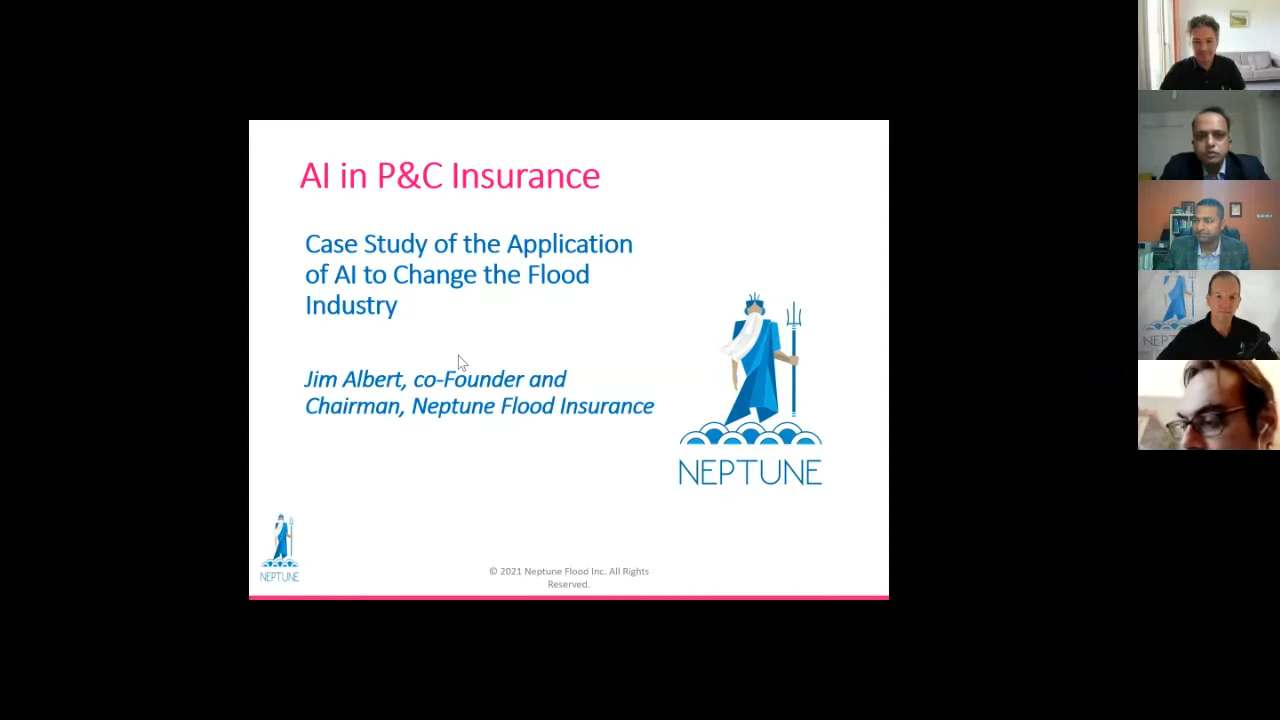 AI in P&C Insurance
Case Study of the Application
of AI to Change the Flood
Industry
Jim Albert, co-Founder and
Chairman, Neptune Flood Insurance
NEPTUNE
NEPTUNE
© 2021 Neptune Flood Inc. All Rights
Reserved.